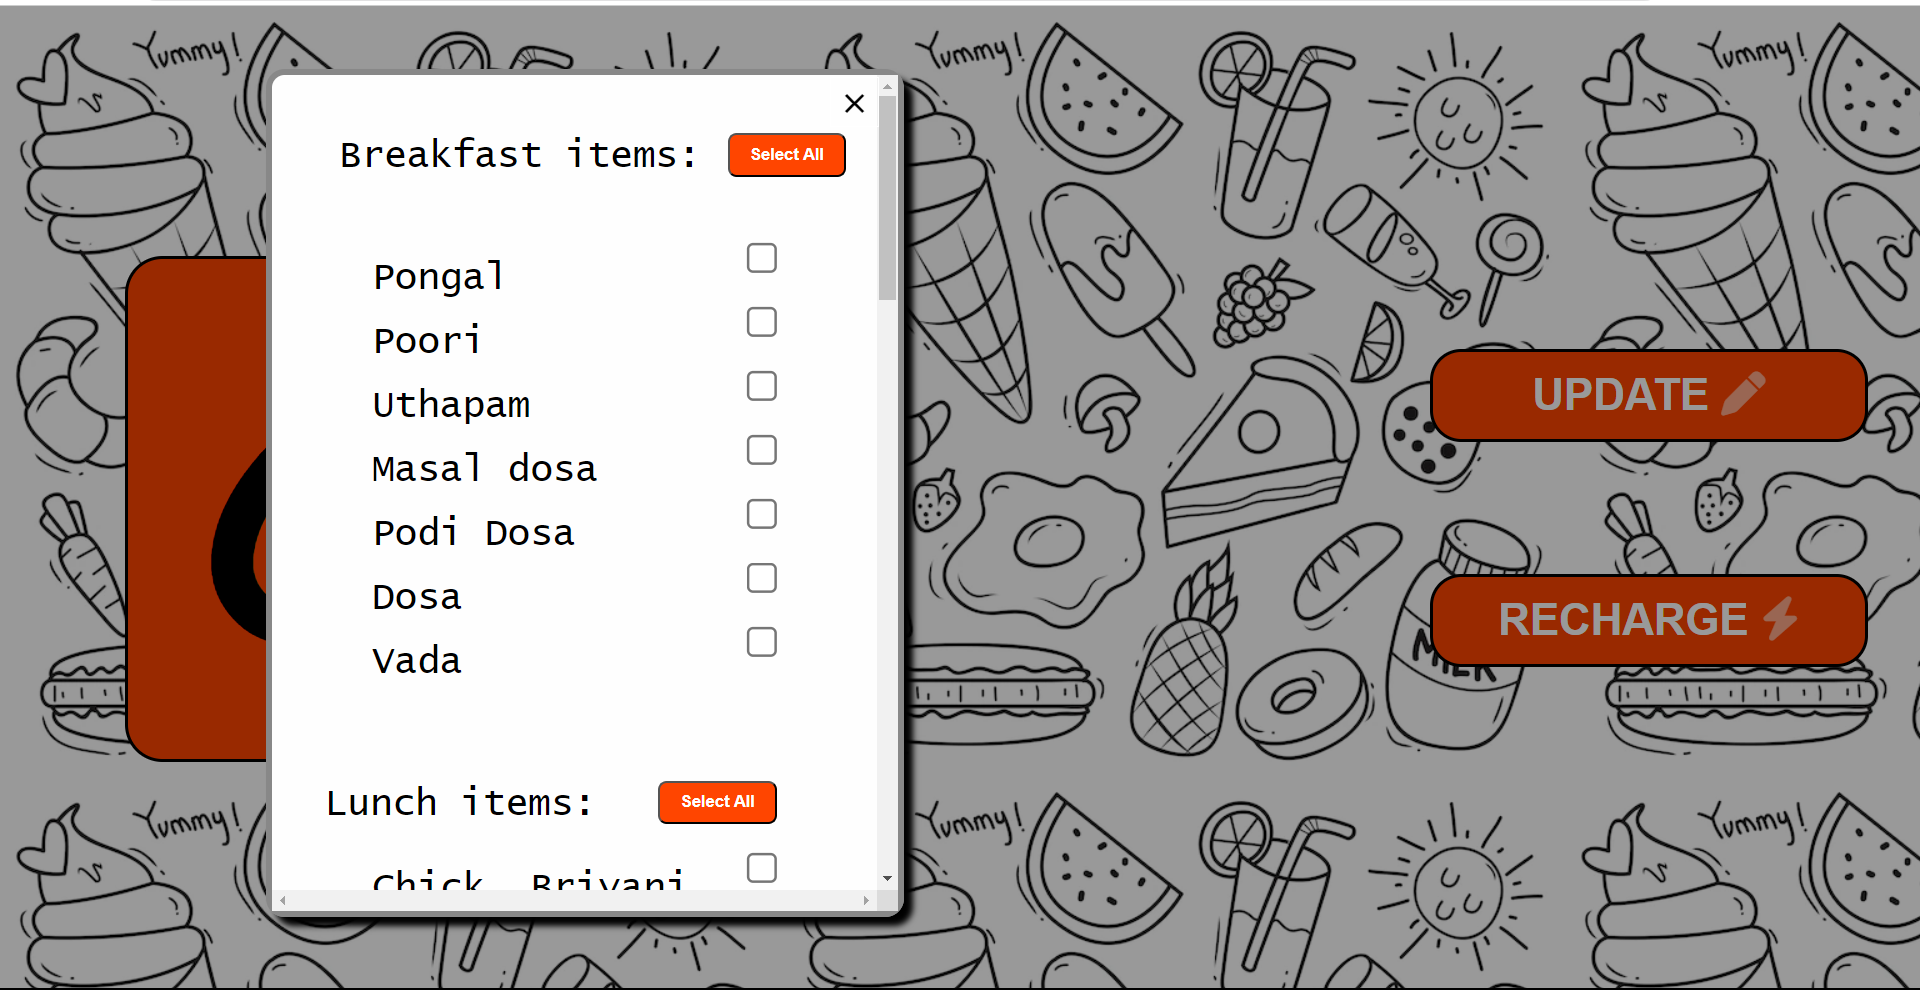 Yummy!
Yummy!
Yummy!
Breakfast items:
Select All
Pongal
Poori
Uthapam
Masal dosa
Podi Dosa
Dosa
Vada
Lunch items:
Select All
Chick Briyani
UPDATE
RECHARGE
MILK
Yummy!
Yummy!
Yummy!